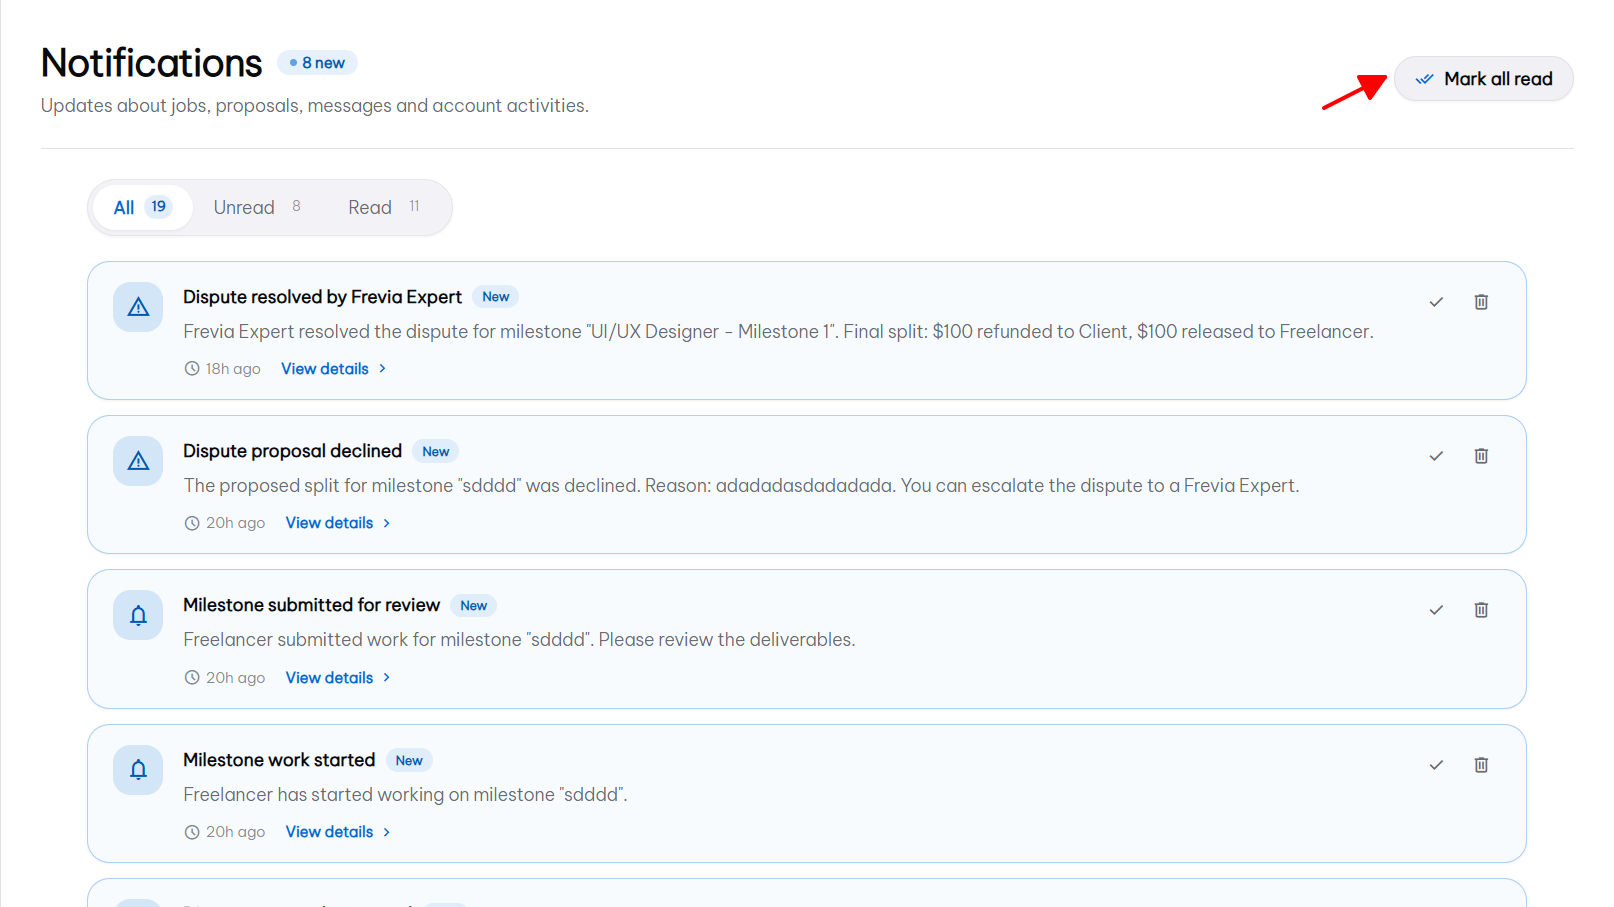 Notifications 8 new
Updates about jobs, proposals, messages and account activities.
Mark all read
All 19 Unread 8 Read 11
Dispute resolved by Frevia Expert New
Frevia Expert resolved the dispute for milestone "UI/UX Designer - Milestone 1". Final split: $100 refunded to Client, $100 released to Freelancer.
18h ago View details
Dispute proposal declined New
The proposed split for milestone "sdddd" was declined. Reason: adadadasdadadada. You can escalate the dispute to a Frevia Expert.
20h ago View details
Milestone submitted for review New
Freelancer submitted work for milestone "sdddd". Please review the deliverables.
20h ago View details
Milestone work started New
Freelancer has started working on milestone "sdddd".
20h ago View details